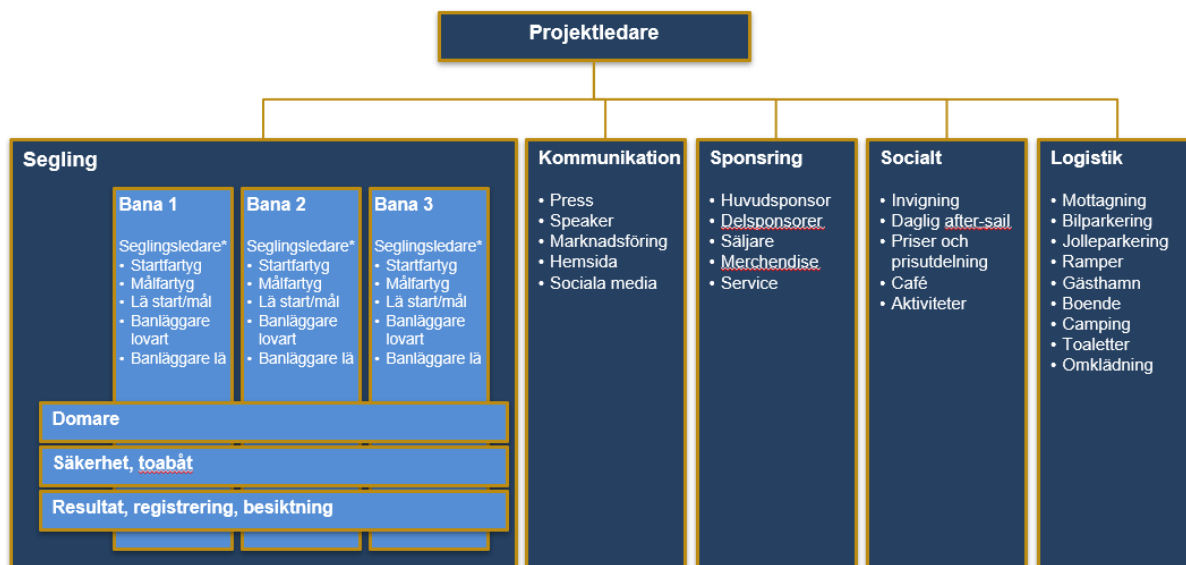 Projektledare
Segling
Bana 1
Seglingsledare*
• Startfartyg
• Målfartyg
• Lä start/mål
• Banläggare
lovart
• Banläggare lä
Bana 2
Seglingsledare*
• Startfartyg
• Målfartyg
• Lä start/mål
• Banläggare
lovart
• Banläggare lä
Bana 3
Seglingsledare*
• Startfartyg
• Målfartyg
• Lä start/mål
• Banläggare
lovart
• Banläggare lä
Domare
Säkerhet, toabåt
Resultat, registrering, besiktning
Kommunikation
• Press
• Speaker
• Marknadsföring
• Hemsida
• Sociala media
Sponsring
• Huvudsponsor
• Delsponsorer
• Säljare
• Merchendise
• Service
Socialt
• Invigning
• Daglig after-sail
• Priser och
prisutdelning
• Café
• Aktiviteter
Logistik
• Mottagning
• Bilparkering
• Jolleparkering
• Ramper
• Gästhamn
• Boende
• Camping
• Toaletter
• Omklädning